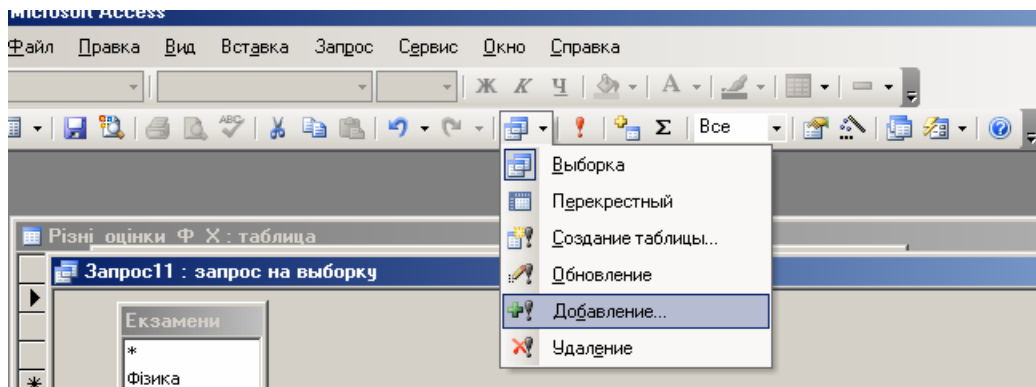 Microsoft Access
Файл Правка Вид Вставка Запрос Сервис Окно Справка
Ж К Ч A
ABC Σ Все
Выборка
Перекрестный
Создание таблицы...
Обновление
Добавление...
Удаление
Різні оцінки Ф Х : таблица
Запрос11 : запрос на выборку
Екзамени
*
Фізика
*